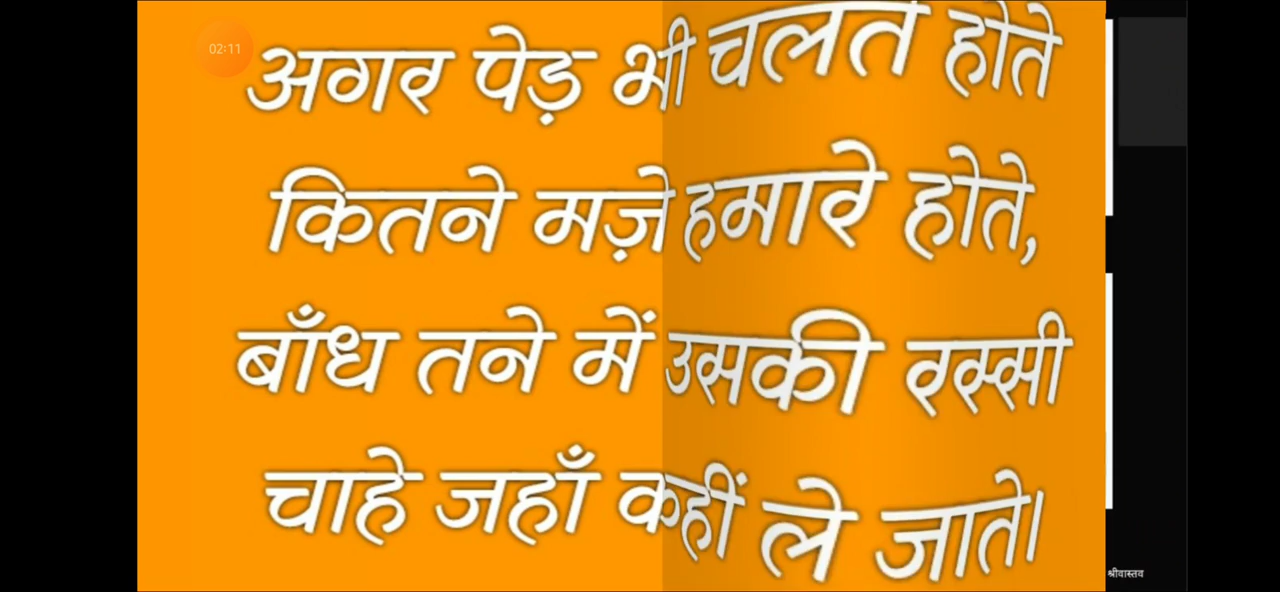 02:11
अगर पेड़ भी चलते होते
कितने मज़े हमारे होते,
बाँध तने में उसकी रस्सी
चाहे जहाँ कहीं ले जाते।
श्रीवास्तव